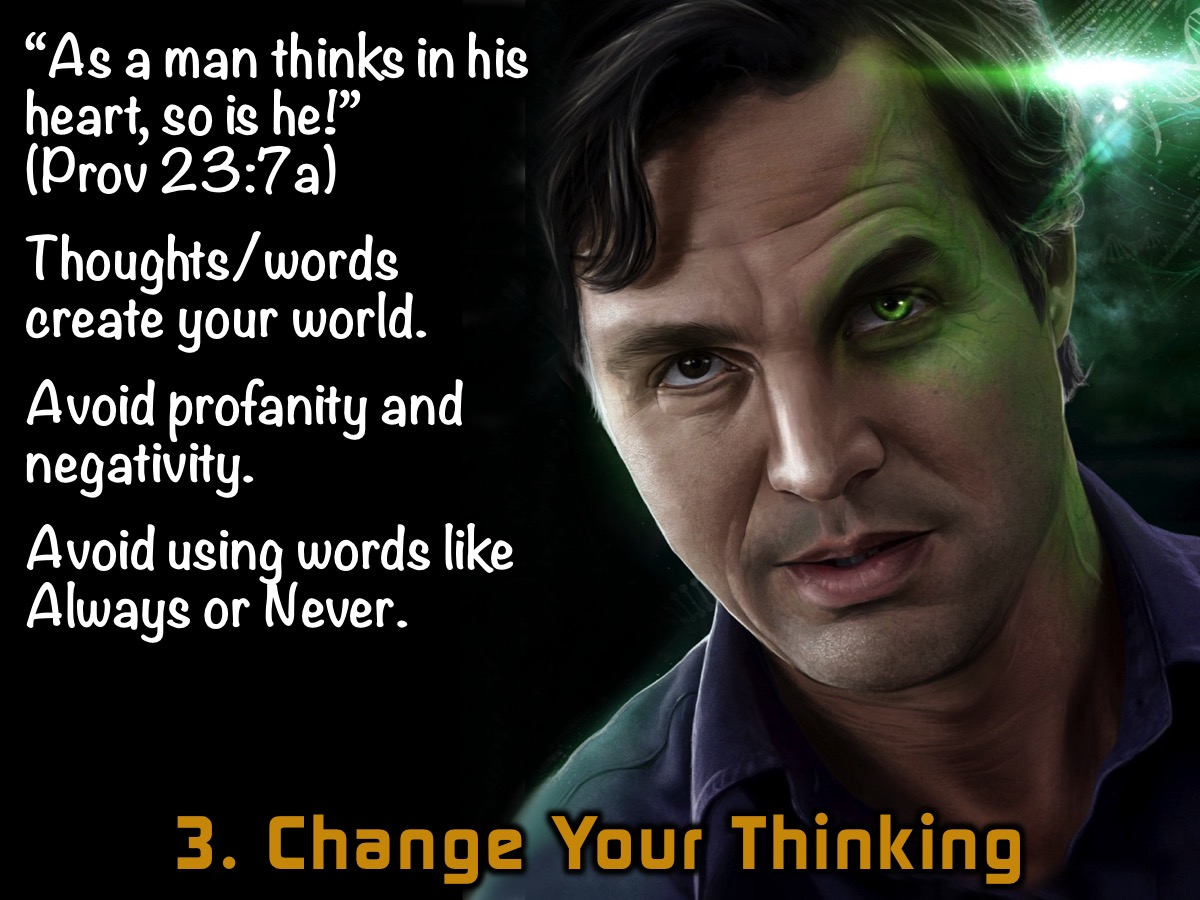 “As a man thinks in his
heart, so is he!”
(Prov 23:7a)
Thoughts/words
create your world.
Avoid profanity and
negativity.
Avoid using words like
Always or Never.
3. Change Your Thinking